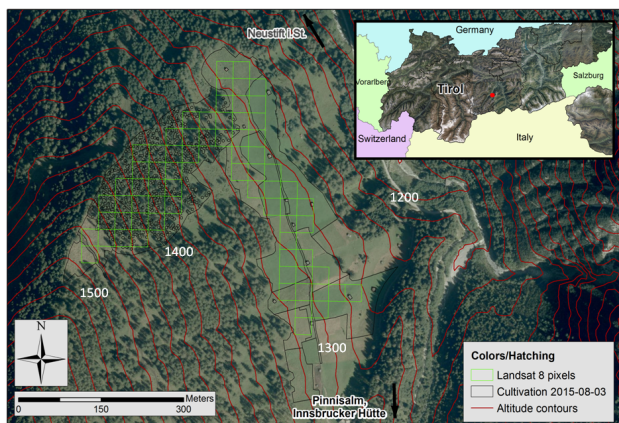 Neustift i.St.
Germany
Vorarlberg
Tirol
Salzburg
Switzerland
Italy
1200
1400
1500
1300
N
Meters
0 150 300
Pinnisalm,
Innsbrucker Hütte
Colors/Hatching
Landsat 8 pixels
Cultivation 2015-08-03
Altitude contours